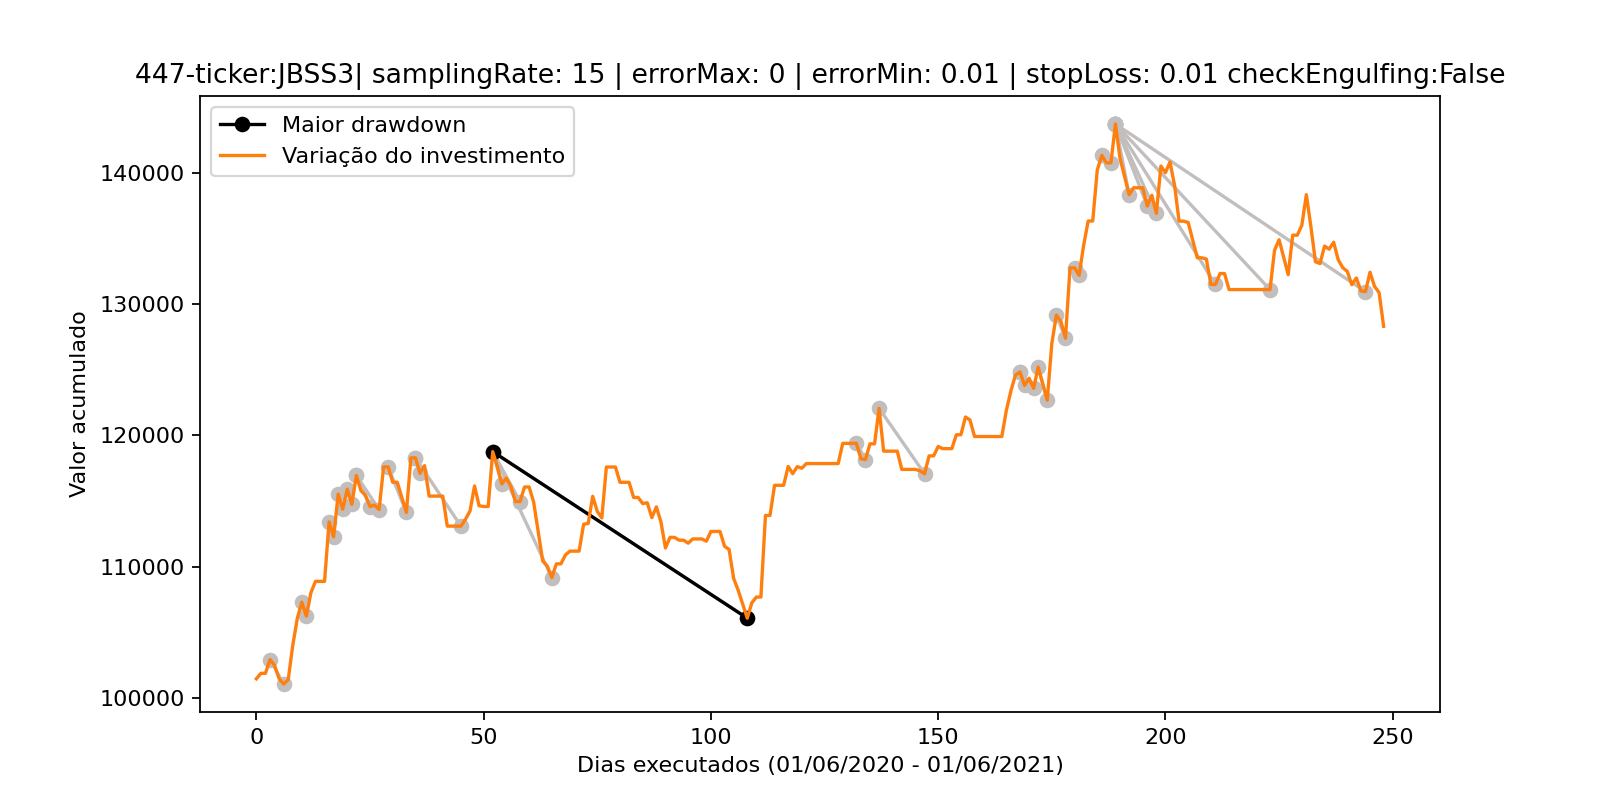 447-ticker:JBSS3| samplingRate: 15 | errorMax: 0 | errorMin: 0.01 | stopLoss: 0.01 checkEngulfing:False
Maior drawdown
Variação do investimento
140000
130000
120000
110000
100000
Valor acumulado
0 50 100 150 200 250
Dias executados (01/06/2020 - 01/06/2021)